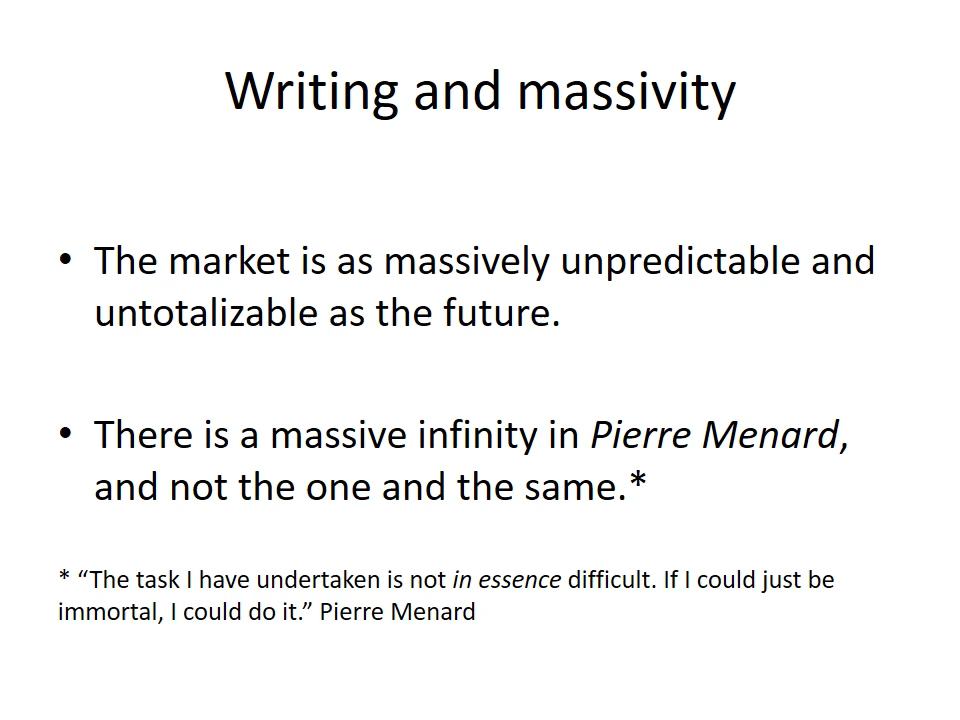 Writing and massivity
• The market is as massively unpredictable and
untotalizable as the future.
• There is a massive infinity in Pierre Menard,
and not the one and the same.*
* “The task I have undertaken is not in essence difficult. If I could just be
immortal, I could do it.” Pierre Menard